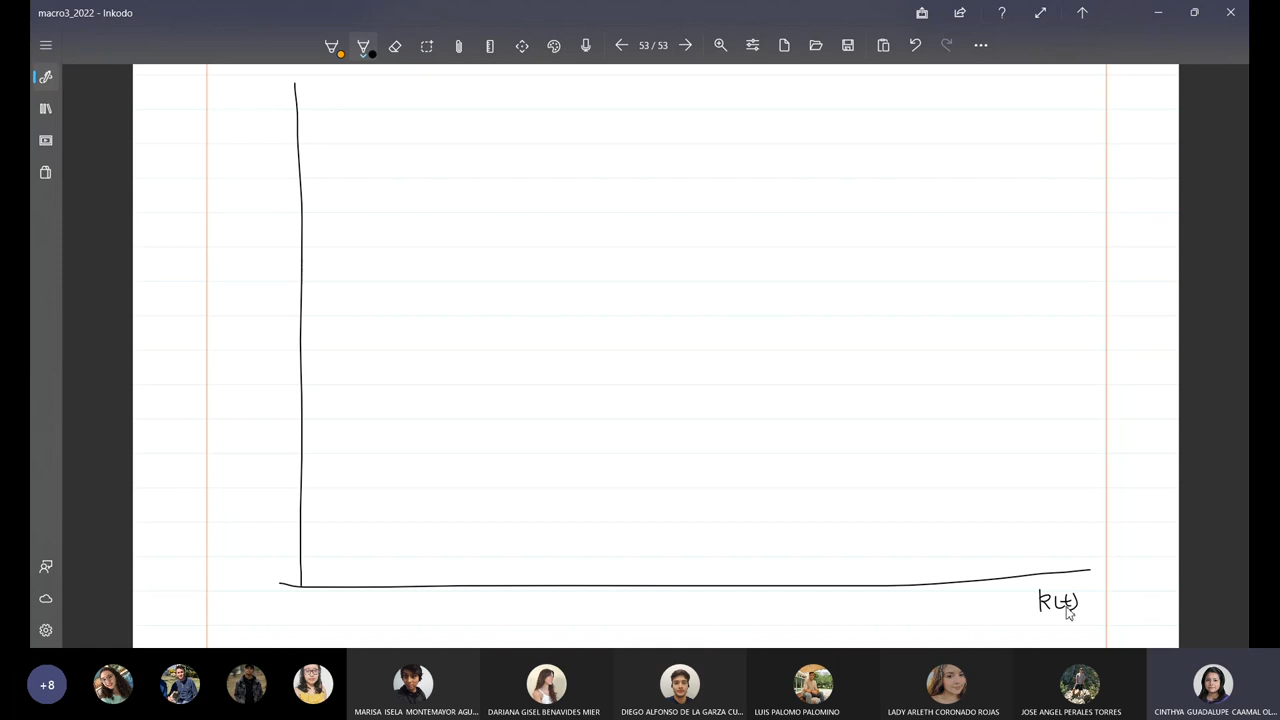 macro3_2022 - Inkodo
53 / 53
k(t)
+8
MARISA ISELA MONTEMAYOR AGU...
DARIANA GISEL BENAVIDES MIER
DIEGO ALFONSO DE LA GARZA CU...
LUIS PALOMO PALOMINO
LADY ARLETH CORONADO ROJAS
JOSE ANGEL PERALES TORRES
CINTHYA GUADALUPE CAAMAL OL...